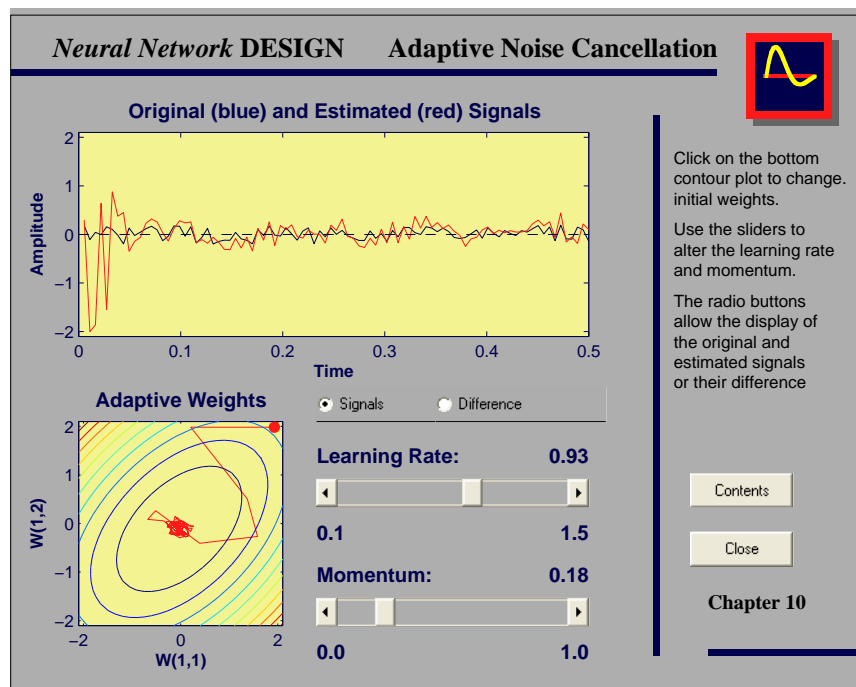 Neural Network DESIGN Adaptive Noise Cancellation
Original (blue) and Estimated (red) Signals
2
1
0
−1
−2
Amplitude
0 0.1 0.2 0.3 0.4 0.5
Time
Click on the bottom
contour plot to change.
initial weights.
Use the sliders to
alter the learning rate
and momentum.
The radio buttons
allow the display of
the original and
estimated signals
or their difference
Adaptive Weights
2
1
0
−1
−2
W(1,2)
−2 0 2
W(1,1)
Signals Difference
Learning Rate: 0.93
0.1 1.5
Momentum: 0.18
0.0 1.0
Contents
Close
Chapter 10